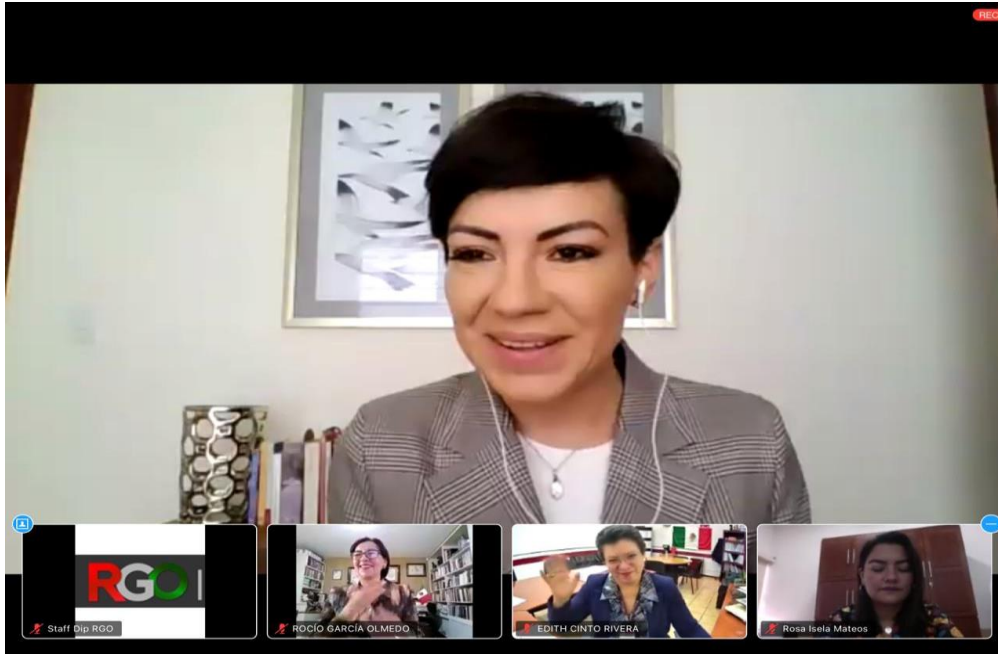 REC
RGO
Staff Dip RGO
ROCÍO GARCÍA OLMEDO
EDITH CINTO RIVERA
Rosa Isela Mateos